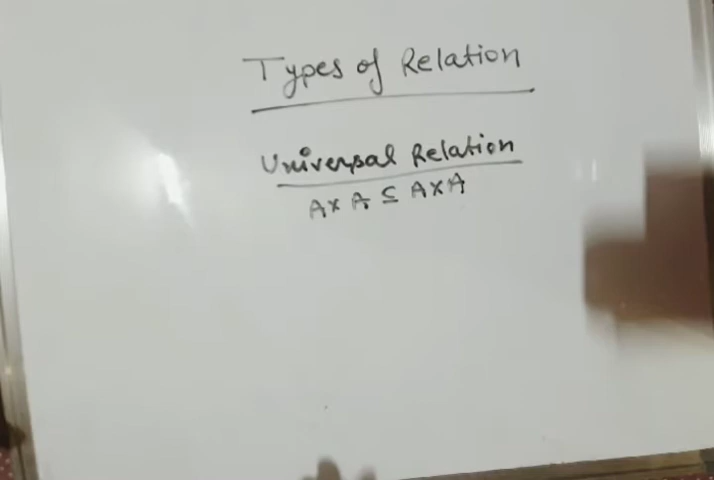 Types of Relation
Universal Relation
A × A ⊆ A × A